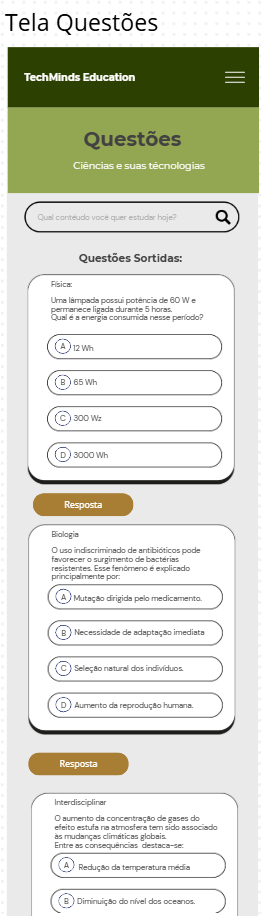 Tela Questões
TechMinds Education
Questões
Ciências e suas técnologias
Qual contéudo você quer estudar hoje?
Questões Sortidas:
Física:
Uma lâmpada possui potência de 60 W e
permanece ligada durante 5 horas.
Qual é a energia consumida nesse período?
A 12 Wh
B 65 Wh
C 300 Wz
D 3000 Wh
Resposta
Biologia
O uso indiscriminado de antibióticos pode
favorecer o surgimento de bactérias
resistentes. Esse fenômeno é explicado
principalmente por:
A Mutação dirigida pelo medicamento.
B Necessidade de adaptação imediata
C Seleção natural dos indivíduos.
D Aumento da reprodução humana.
Resposta
Interdisciplinar
O aumento da concentração de gases do
efeito estufa na atmosfera tem sido associado
às mudanças climáticas globais.
Entre as consequências destaca-se:
A Redução da temperatura média
B Diminuição do nível dos oceanos.